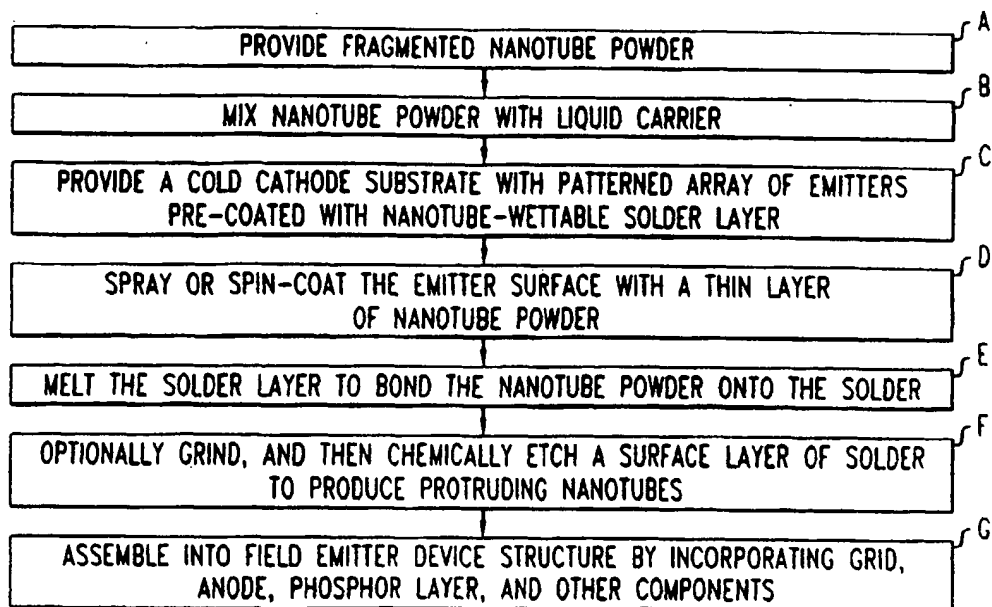 A
PROVIDE FRAGMENTED NANOTUBE POWDER
B
MIX NANOTUBE POWDER WITH LIQUID CARRIER
C
PROVIDE A COLD CATHODE SUBSTRATE WITH PATTERNED ARRAY OF EMITTERS
PRE-COATED WITH NANOTUBE-WETTABLE SOLDER LAYER
D
SPRAY OR SPIN-COAT THE EMITTER SURFACE WITH A THIN LAYER
OF NANOTUBE POWDER
E
MELT THE SOLDER LAYER TO BOND THE NANOTUBE POWDER ONTO THE SOLDER
F
OPTIONALLY GRIND, AND THEN CHEMICALLY ETCH A SURFACE LAYER OF SOLDER
TO PRODUCE PROTRUDING NANOTUBES
G
ASSEMBLE INTO FIELD EMITTER DEVICE STRUCTURE BY INCORPORATING GRID,
ANODE, PHOSPHOR LAYER, AND OTHER COMPONENTS